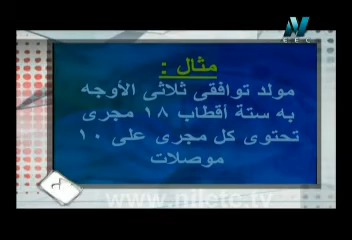 مثال :
مولد توافقى ثلاثى الأوجه
به ستة أقطاب ١٨ مجرى
تحتوى كل مجرى على ١٠
موصلات
www.niletc.tv